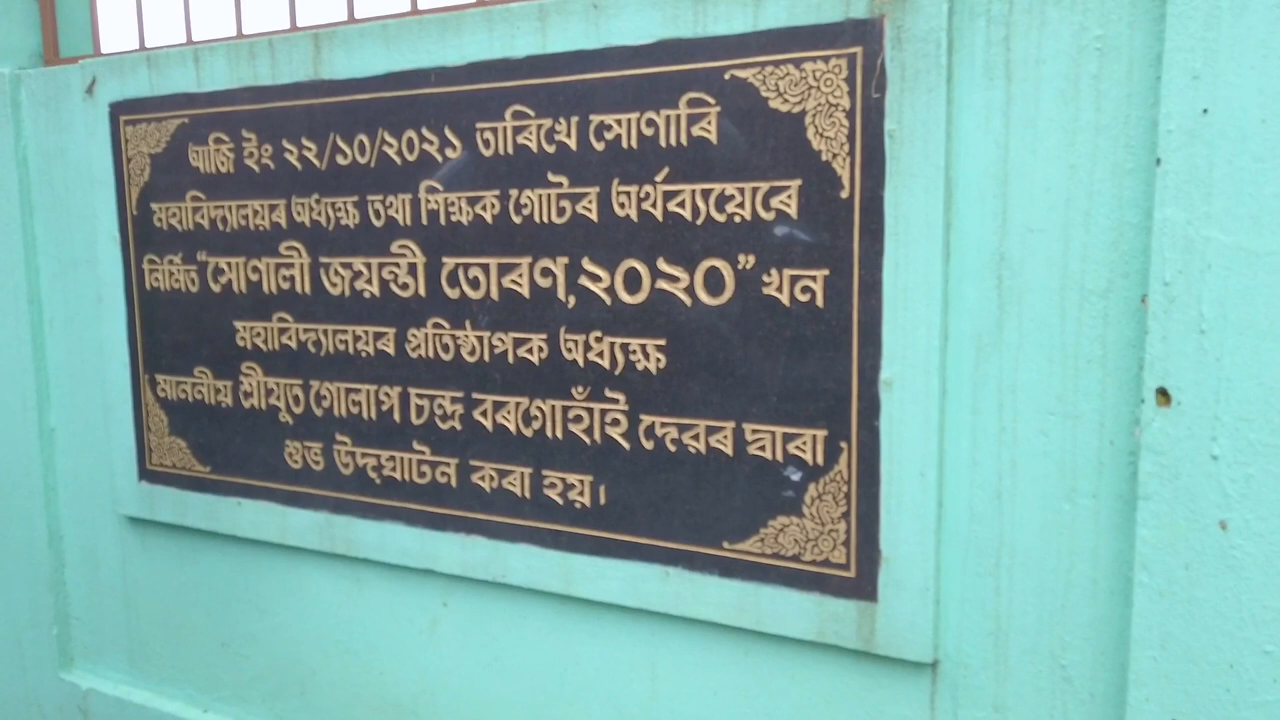 আজি ইং ২২/১০/২০২১ তাৰিখে সোণাৰি
মহাবিদ্যালয়ৰ অধ্যক্ষ তথা শিক্ষক গোটৰ অৰ্থব্যয়েৰে
নিৰ্মিত “সোণালী জয়ন্তী তোৰণ,২০২০” খন
মহাবিদ্যালয়ৰ প্ৰতিষ্ঠাপক অধ্যক্ষ
মাননীয় শ্ৰীযুত গোলাপ চন্দ্ৰ বৰগোহাঁই দেৱৰ দ্বাৰা
শুভ উদ্ঘাটন কৰা হয়।